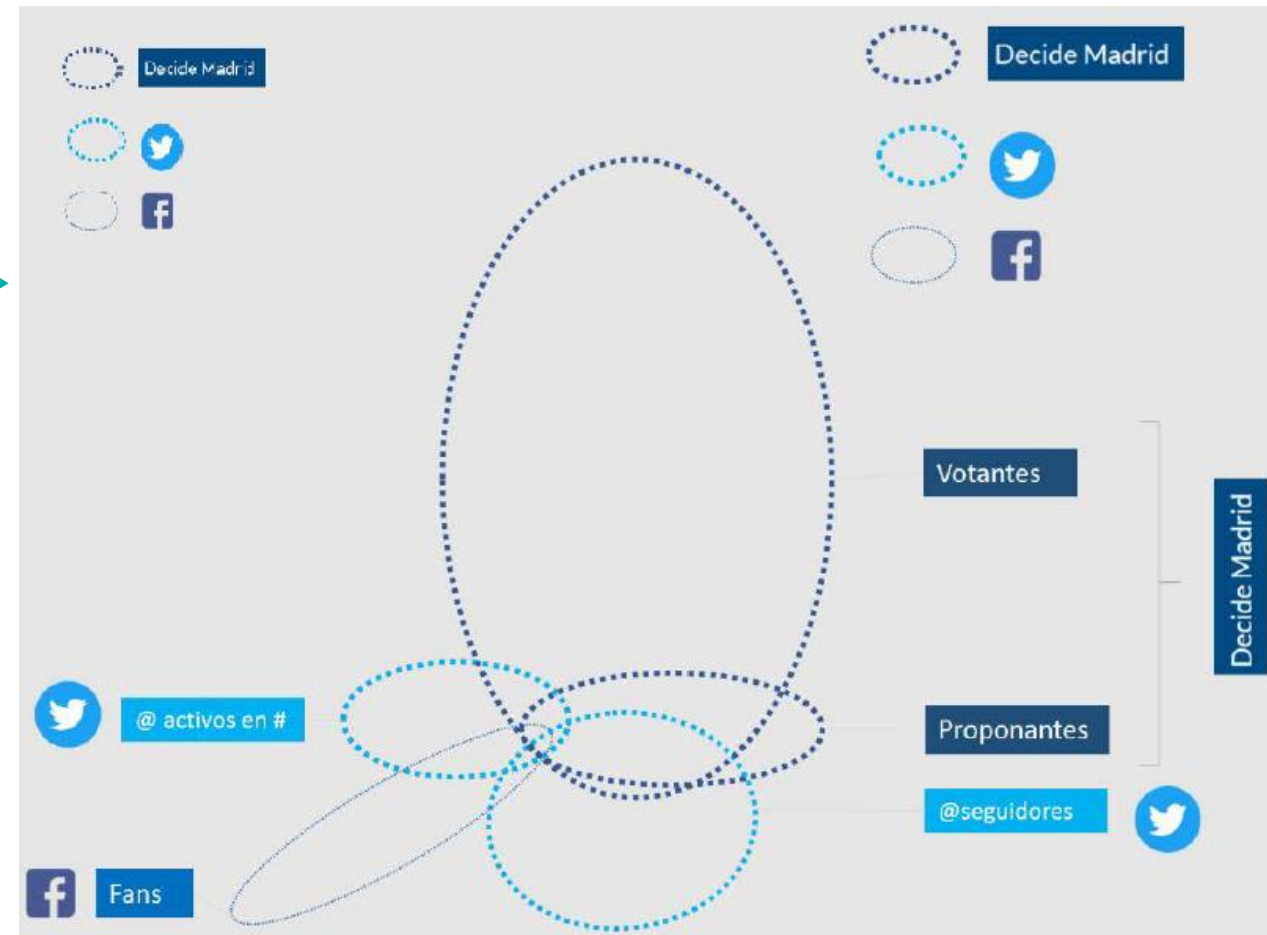 Decide Madrid
Decide Madrid
Votantes
Decide Madrid
@ activos en #
Proponantes
@seguidores
Fans